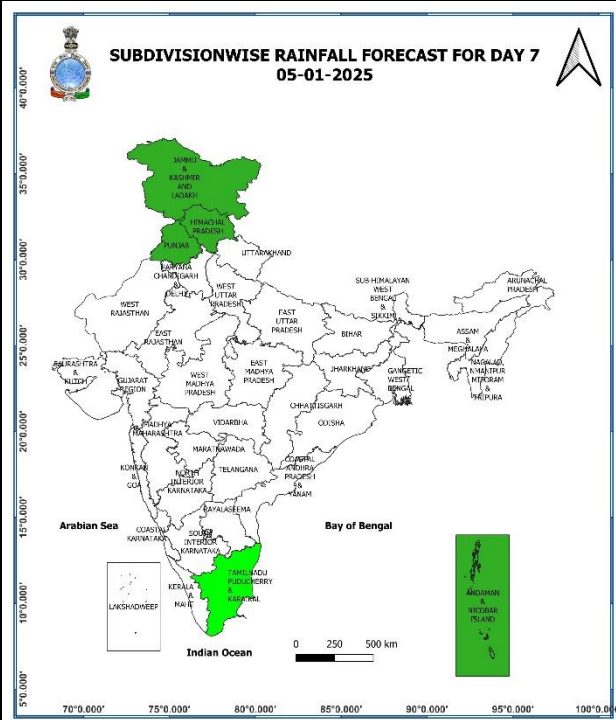 SUBDIVISIONWISE RAINFALL FORECAST FOR DAY 7
05-01-2025
40°0.000'
35°0.000'
30°0.000'
25°0.000'
20°0.000'
15°0.000'
10°0.000'
5°0.000'
JAMMU
&
KASHMIR
AND
LADAKH
HIMACHAL
PRADESH
PUNJAB
UTTARAKHAND
HARYANA
CHANDIGARH
&
DELHI
WEST
UTTAR
PRADESH
SUB-HIMALAYAN
WEST
BENGAL
&
SIKKIM
ARUNACHAL
PRADESH
WEST
RAJASTHAN
EAST
UTTAR
PRADESH
EAST
RAJASTHAN
BIHAR
ASSAM
&
MEGHALAYA
SAURASHTRA
&
KUTCH
GUJARAT
REGION
WEST
MADHYA
PRADESH
EAST
MADHYA
PRADESH
JHARKHAND
GANGETIC
WEST
BENGAL
&
TRIPURA
CHHATTISGARH
MADHYA
MAHARASHTRA
VIDARBHA
ODISHA
MARATHWADA
KONKAN
&
GOA
NORTH
INTERIOR
KARNATAKA
TELANGANA
COASTAL
ANDHRA
PRADESH
&
YANAM
RAYALASEEMA
Arabian Sea
COASTAL
KARNATAKA
SOUTH
INTERIOR
KARNATAKA
Bay of Bengal
LAKSHADWEEP
KERALA
&
MAHE
TAMILNADU
PUDUCHERRY
&
KARAIKAL
ANDAMAN
&
NICOBAR
ISLAND
Indian Ocean
0 250 500 km
70°0.000' 75°0.000' 80°0.000' 85°0.000' 90°0.000' 95°0.000'